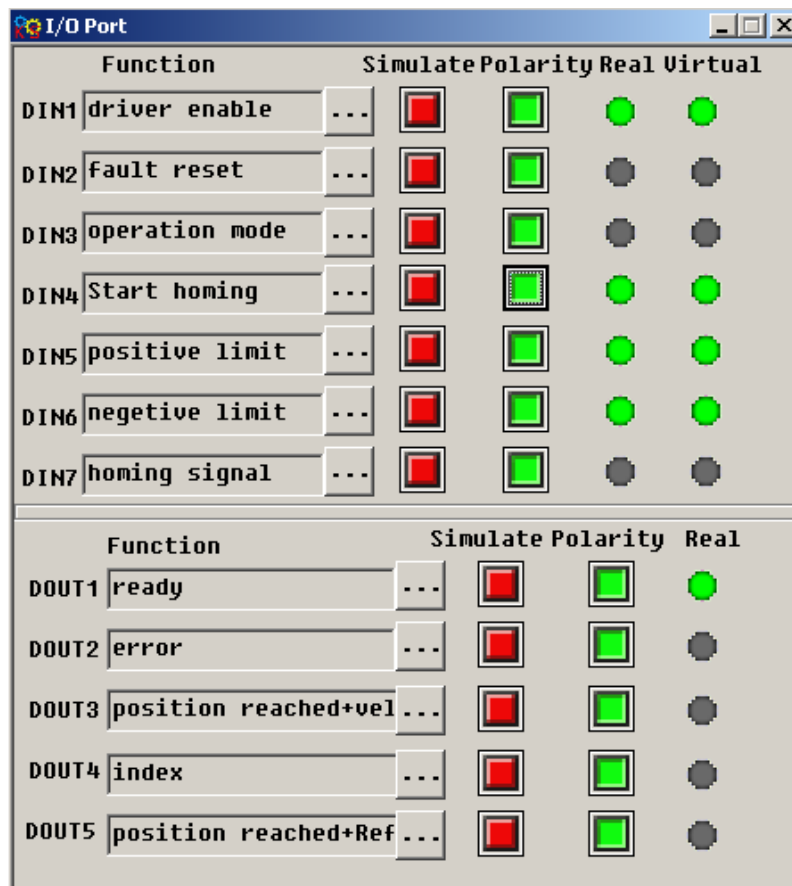 I/O Port
Function Simulate Polarity Real Virtual
DIN1 driver enable ...
DIN2 fault reset ...
DIN3 operation mode ...
DIN4 Start homing ...
DIN5 positive limit ...
DIN6 negetive limit ...
DIN7 homing signal ...
Function Simulate Polarity Real
DOUT1 ready ...
DOUT2 error ...
DOUT3 position reached+vel ...
DOUT4 index ...
DOUT5 position reached+Ref ...